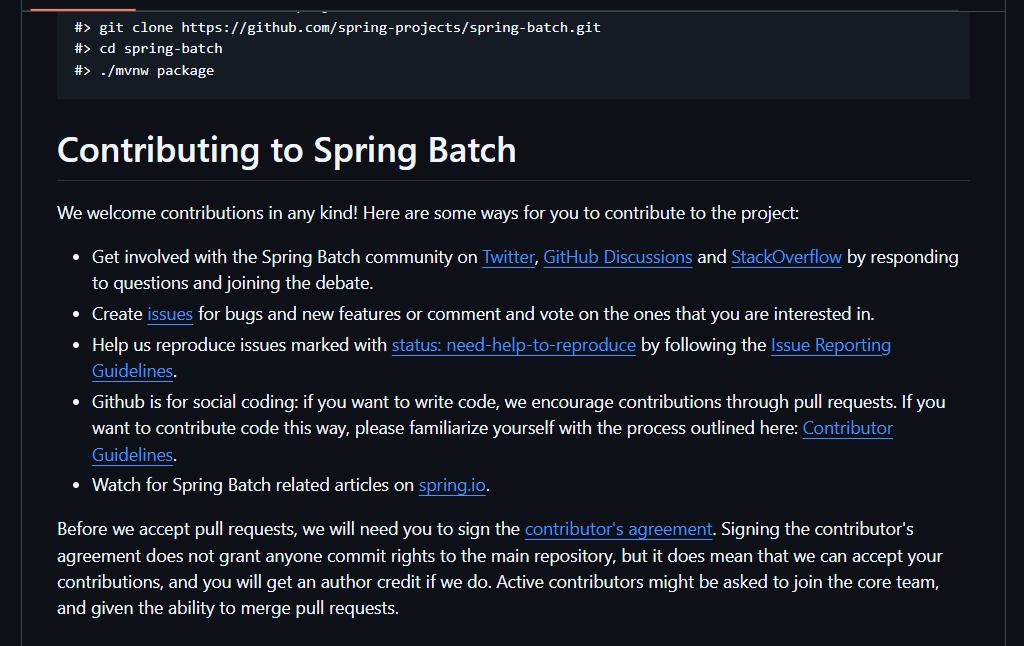 #> git clone https://github.com/spring-projects/spring-batch.git
#> cd spring-batch
#> ./mvnw package
Contributing to Spring Batch
We welcome contributions in any kind! Here are some ways for you to contribute to the project:
• Get involved with the Spring Batch community on Twitter, GitHub Discussions and StackOverflow by responding
to questions and joining the debate.
• Create issues for bugs and new features or comment and vote on the ones that you are interested in.
• Help us reproduce issues marked with status: need-help-to-reproduce by following the Issue Reporting
Guidelines.
• Github is for social coding: if you want to write code, we encourage contributions through pull requests. If you
want to contribute code this way, please familiarize yourself with the process outlined here: Contributor
Guidelines.
• Watch for Spring Batch related articles on spring.io.
Before we accept pull requests, we will need you to sign the contributor's agreement. Signing the contributor's
agreement does not grant anyone commit rights to the main repository, but it does mean that we can accept your
contributions, and you will get an author credit if we do. Active contributors might be asked to join the core team,
and given the ability to merge pull requests.